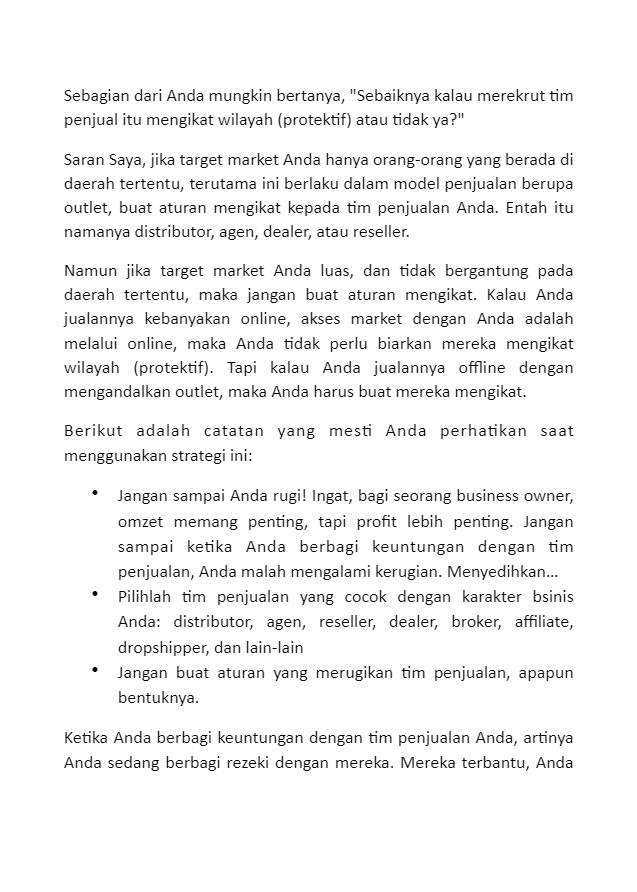 Sebagian dari Anda mungkin bertanya, "Sebaiknya kalau merekrut tim
penjual itu mengikat wilayah (protektif) atau tidak ya?"
Saran Saya, jika target market Anda hanya orang-orang yang berada di
daerah tertentu, terutama ini berlaku dalam model penjualan berupa
outlet, buat aturan mengikat kepada tim penjualan Anda. Entah itu
namanya distributor, agen, dealer, atau reseller.
Namun jika target market Anda luas, dan tidak bergantung pada
daerah tertentu, maka jangan buat aturan mengikat. Kalau Anda
jualannya kebanyakan online, akses market dengan Anda adalah
melalui online, maka Anda tidak perlu biarkan mereka mengikat
wilayah (protektif). Tapi kalau Anda jualannya offline dengan
mengandalkan outlet, maka Anda harus buat mereka mengikat.
Berikut adalah catatan yang mesti Anda perhatikan saat
menggunakan strategi ini:
• Jangan sampai Anda rugi! Ingat, bagi seorang business owner,
omzet memang penting, tapi profit lebih penting. Jangan
sampai ketika Anda berbagi keuntungan dengan tim
penjualan, Anda malah mengalami kerugian. Menyedihkan...
• Pilihlah tim penjualan yang cocok dengan karakter bsinis
Anda: distributor, agen, reseller, dealer, broker, affiliate,
dropshipper, dan lain-lain
• Jangan buat aturan yang merugikan tim penjualan, apapun
bentuknya.
Ketika Anda berbagi keuntungan dengan tim penjualan Anda, artinya
Anda sedang berbagi rezeki dengan mereka. Mereka terbantu, Anda